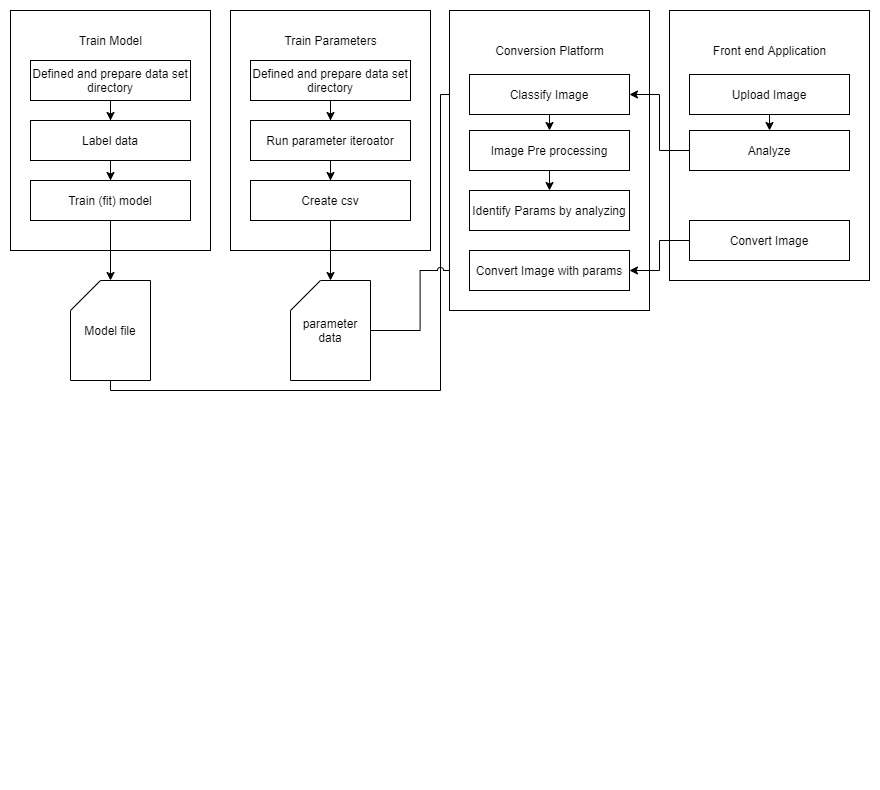 Train Model
Defined and prepare data set
directory
Label data
Train (fit) model
Model file
Train Parameters
Defined and prepare data set
directory
Run parameter iteroator
Create csv
parameter
data
Conversion Platform
Classify Image
Image Pre processing
Identify Params by analyzing
Convert Image with params
Front end Application
Upload Image
Analyze
Convert Image